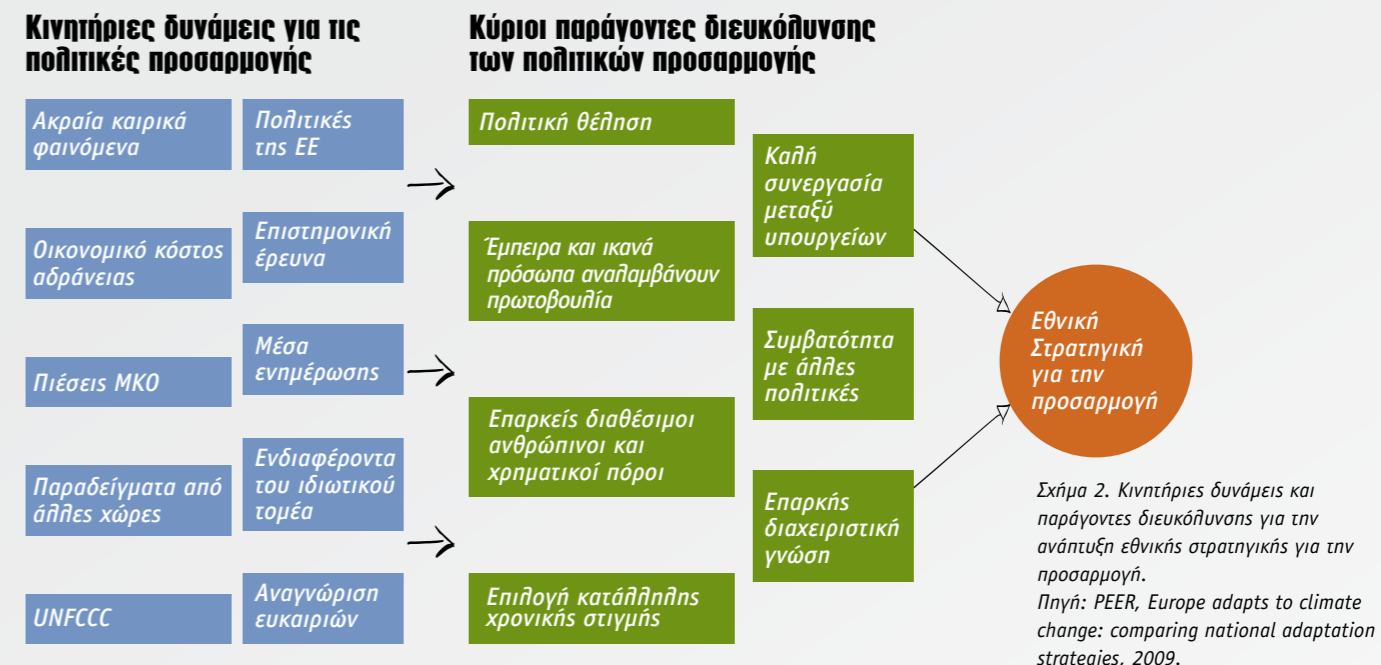 Κινητήριες δυνάμεις για τις
πολιτικές προσαρμογής
Ακραία καιρικά
φαινόμενα
Οικονομικό κόστος
αδράνειας
Πιέσεις ΜΚΟ
Παραδείγματα από
άλλες χώρες
UNFCCC
Πολιτικές
της ΕΕ
Επιστημονική
έρευνα
Μέσα
ενημέρωσης
Ενδιαφέροντα
του ιδιωτικού
τομέα
Αναγνώριση
ευκαιριών
Κύριοι παράγοντες διευκόλυνσης
των πολιτικών προσαρμογής
Πολιτική θέληση
Έμπειρα και ικανά
πρόσωπα αναλαμβάνουν
πρωτοβουλία
Επαρκείς διαθέσιμοι
ανθρώπινοι και
χρηματικοί πόροι
Επιλογή κατάλληλης
χρονικής στιγμής
Καλή
συνεργασία
μεταξύ
υπουργείων
Συμβατότητα
με άλλες
πολιτικές
Επαρκής
διαχειριστική
γνώση
Εθνική
Στρατηγική
για την
προσαρμογή
Σχήμα 2. Κινητήριες δυνάμεις και
παράγοντες διευκόλυνσης για την
ανάπτυξη εθνικής στρατηγικής για την
προσαρμογή.
Πηγή: PEER, Europe adapts to climate
change: comparing national adaptation
strategies, 2009.